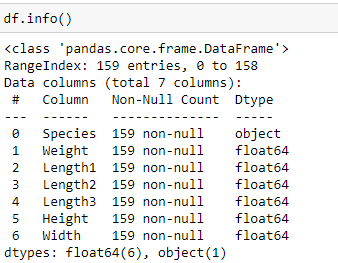 df.info()
<class 'pandas.core.frame.DataFrame'>
RangeIndex: 159 entries, 0 to 158
Data columns (total 7 columns):
 #   Column   Non-Null Count  Dtype
---  ------   --------------  -----
 0   Species  159 non-null    object
 1   Weight   159 non-null    float64
 2   Length1  159 non-null    float64
 3   Length2  159 non-null    float64
 4   Length3  159 non-null    float64
 5   Height   159 non-null    float64
 6   Width    159 non-null    float64
dtypes: float64(6), object(1)